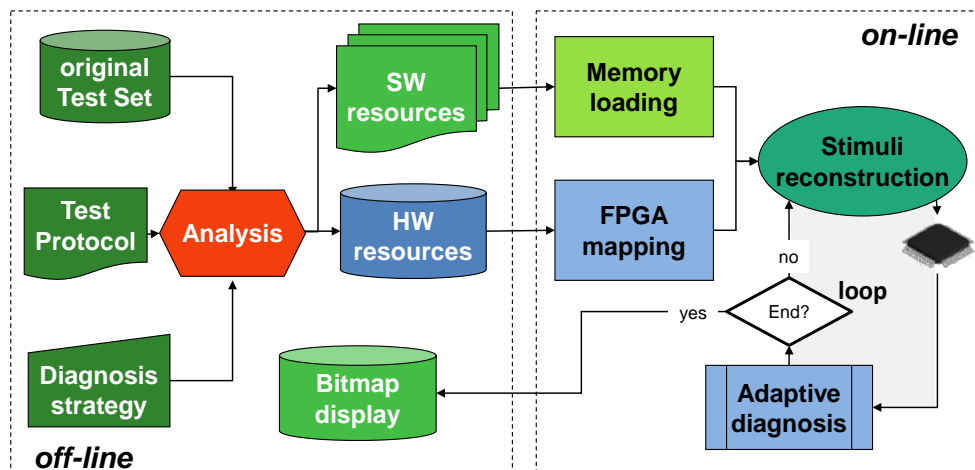 original
Test Set
SW
resources
Memory
loading
on-line
Stimuli
reconstruction
Test
Protocol
Analysis
HW
resources
FPGA
mapping
no
loop
yes
End?
Diagnosis
strategy
Bitmap
display
Adaptive
diagnosis
off-line